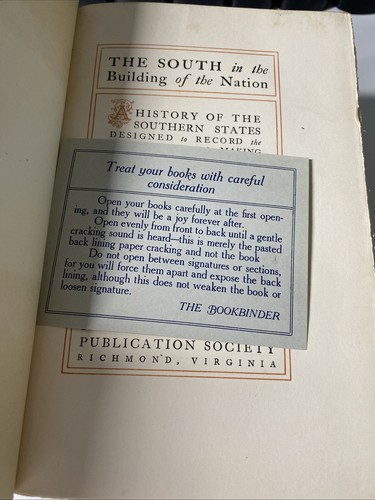 THE SOUTH in the
Building of the Nation
A HISTORY OF THE
SOUTHERN STATES
DESIGNED to RECORD the
MAKING
Treat your books with careful
consideration
Open your books carefully at the first open-
ing, and they will be a joy forever after.
Open evenly from front to back until a gentle
cracking sound is heard—this is merely the pasted
back lining paper cracking and not the book
Do not open between signatures or sections,
for you will force them apart and expose the back
lining, although this does not weaken the book or
loosen signature.
THE BOOKBINDER
PUBLICATION SOCIETY
RICHMOND, VIRGINIA